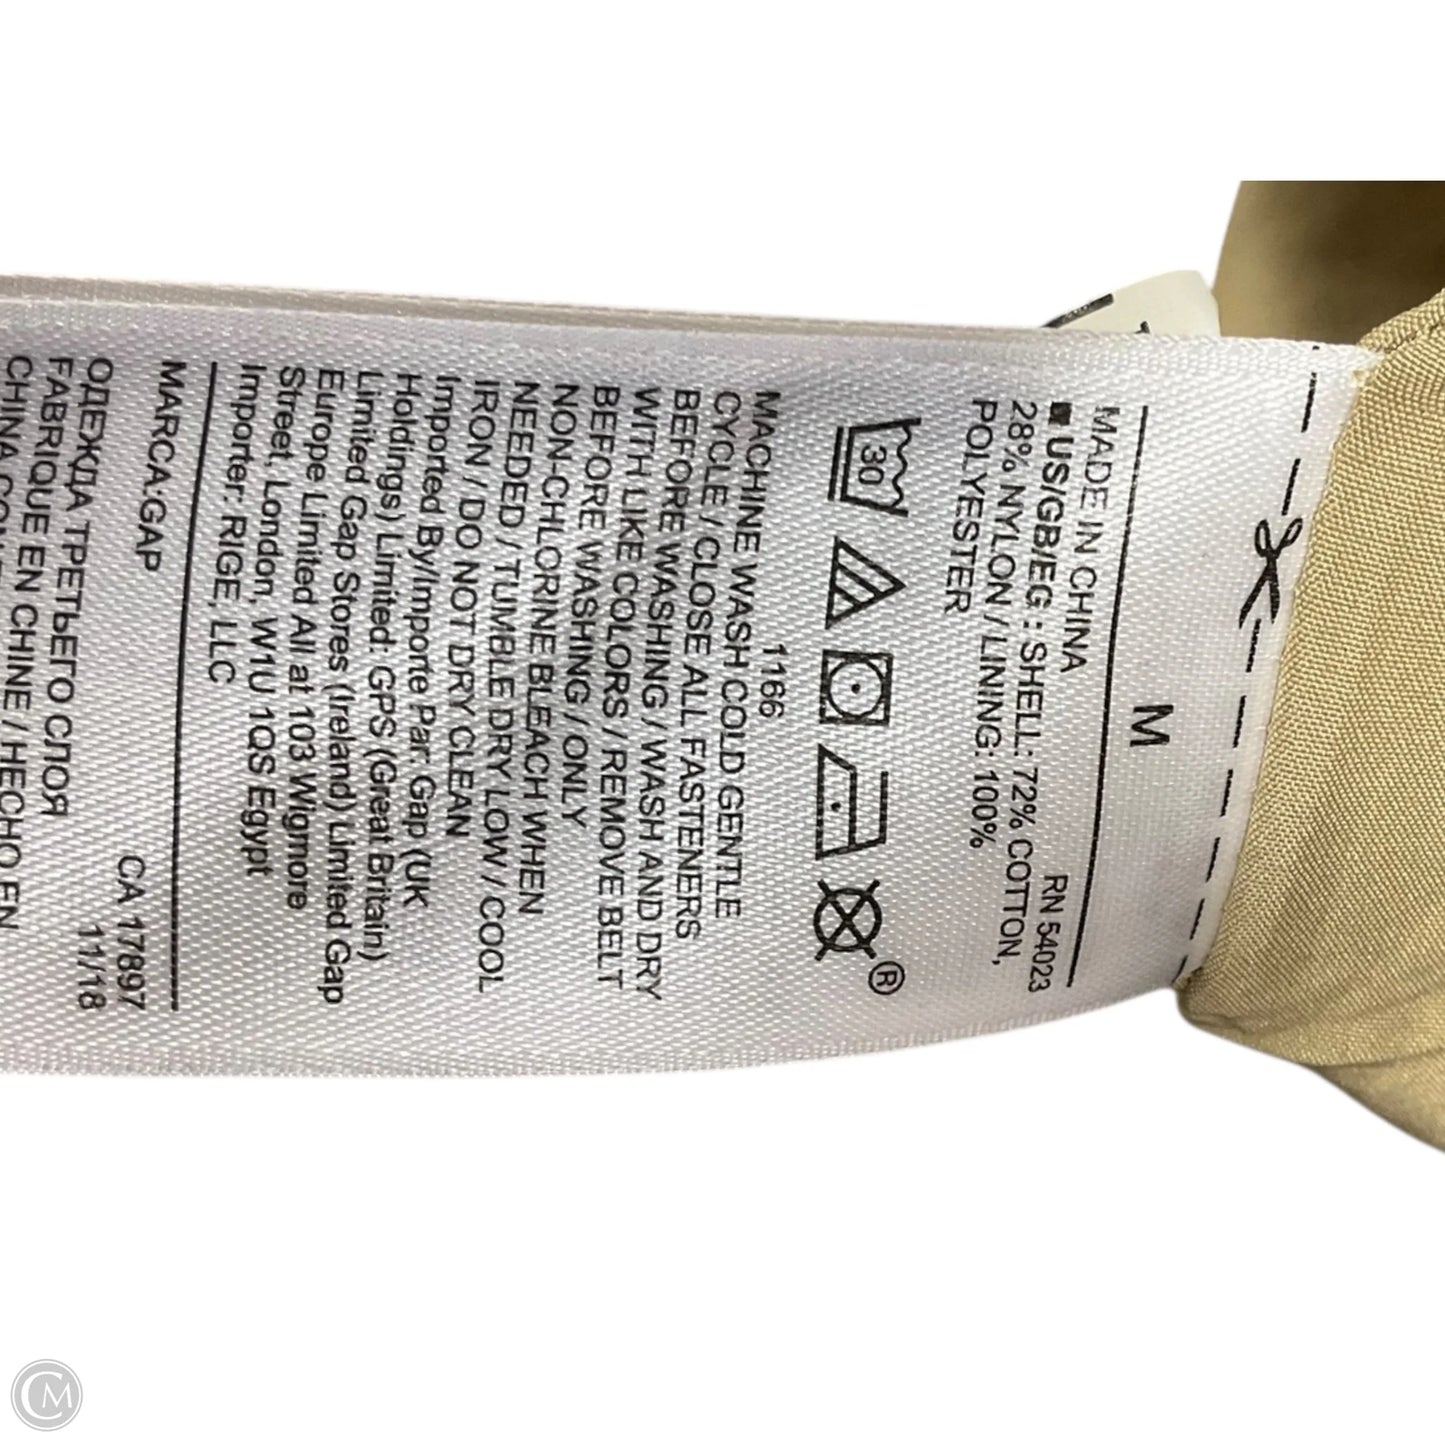 M
MADE IN CHINA
RN 54023
US/GB/EG : SHELL: 72% COTTON,
28% NYLON / LINING: 100%
POLYESTER
30
®
1166
MACHINE WASH COLD GENTLE
CYCLE / CLOSE ALL FASTENERS
BEFORE WASHING / WASH AND DRY
WITH LIKE COLORS / REMOVE BELT
BEFORE WASHING / ONLY
NON-CHLORINE BLEACH WHEN
NEEDED / TUMBLE DRY LOW / COOL
IRON / DO NOT DRY CLEAN
Imported By/Importe Par: Gap (UK
Holdings) Limited: GPS (Great Britain)
Limited Gap Stores (Ireland) Limited Gap
Europe Limited All at 103 Wigmore
Street, London, W1U 1QS Egypt
Importer: RIGE, LLC
MARCA:GAP
CA 17897
11/18
ОДЕЖДА ТРЕТЬЕГО СЛОЯ
FABRIQUE EN CHINE / HECHO EN
CM